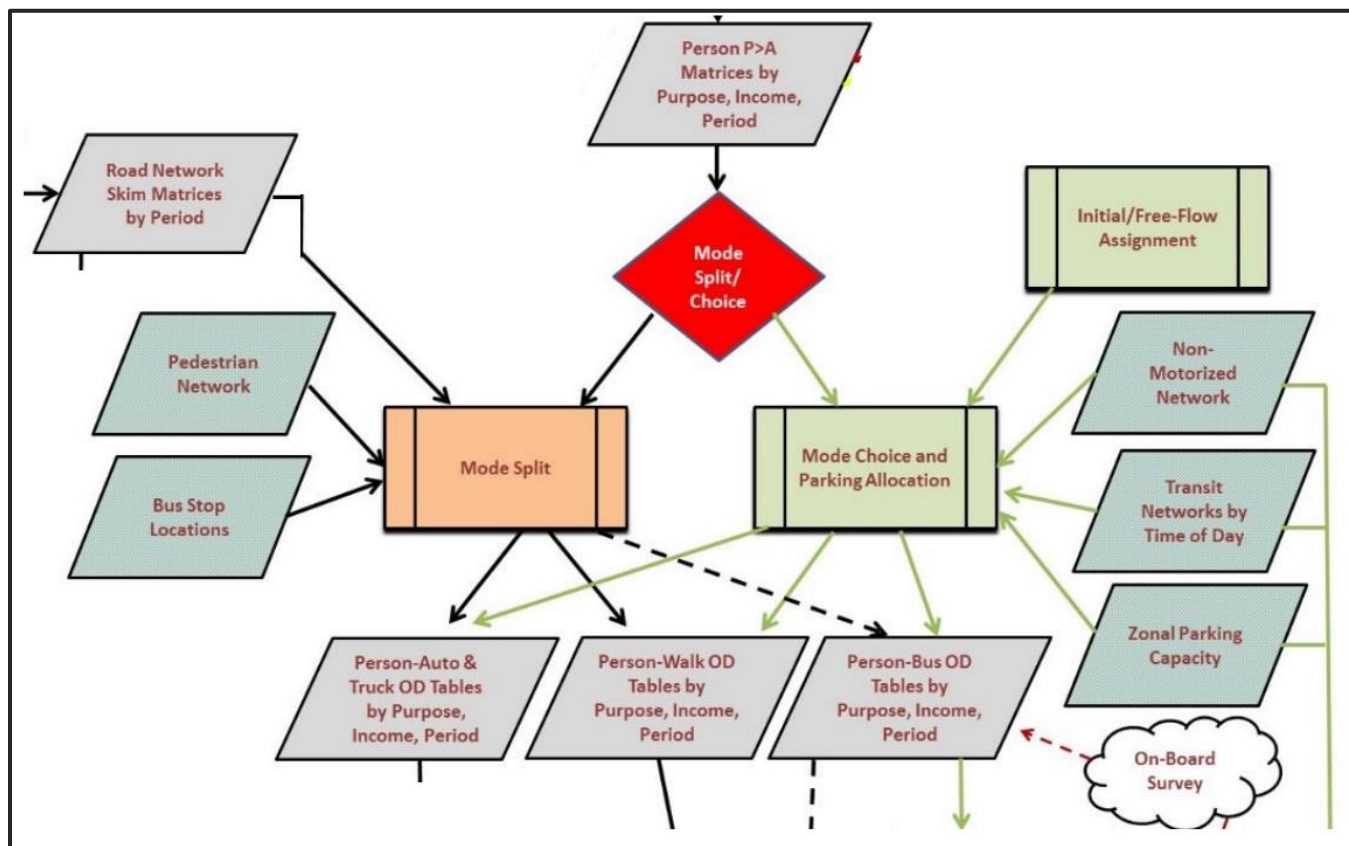 Person P>A
Matrices by
Purpose, Income,
Period
Road Network
Skim Matrices
by Period
Initial/Free-Flow
Assignment
Mode
Split/
Choice
Pedestrian
Network
Non-
Motorized
Network
Mode Split
Mode Choice and
Parking Allocation
Bus Stop
Locations
Transit
Networks by
Time of Day
Zonal Parking
Capacity
Person-Auto &
Truck OD Tables
by Purpose,
Income, Period
Person-Walk OD
Tables by
Purpose, Income,
Period
Person-Bus OD
Tables by
Purpose, Income,
Period
On-Board
Survey